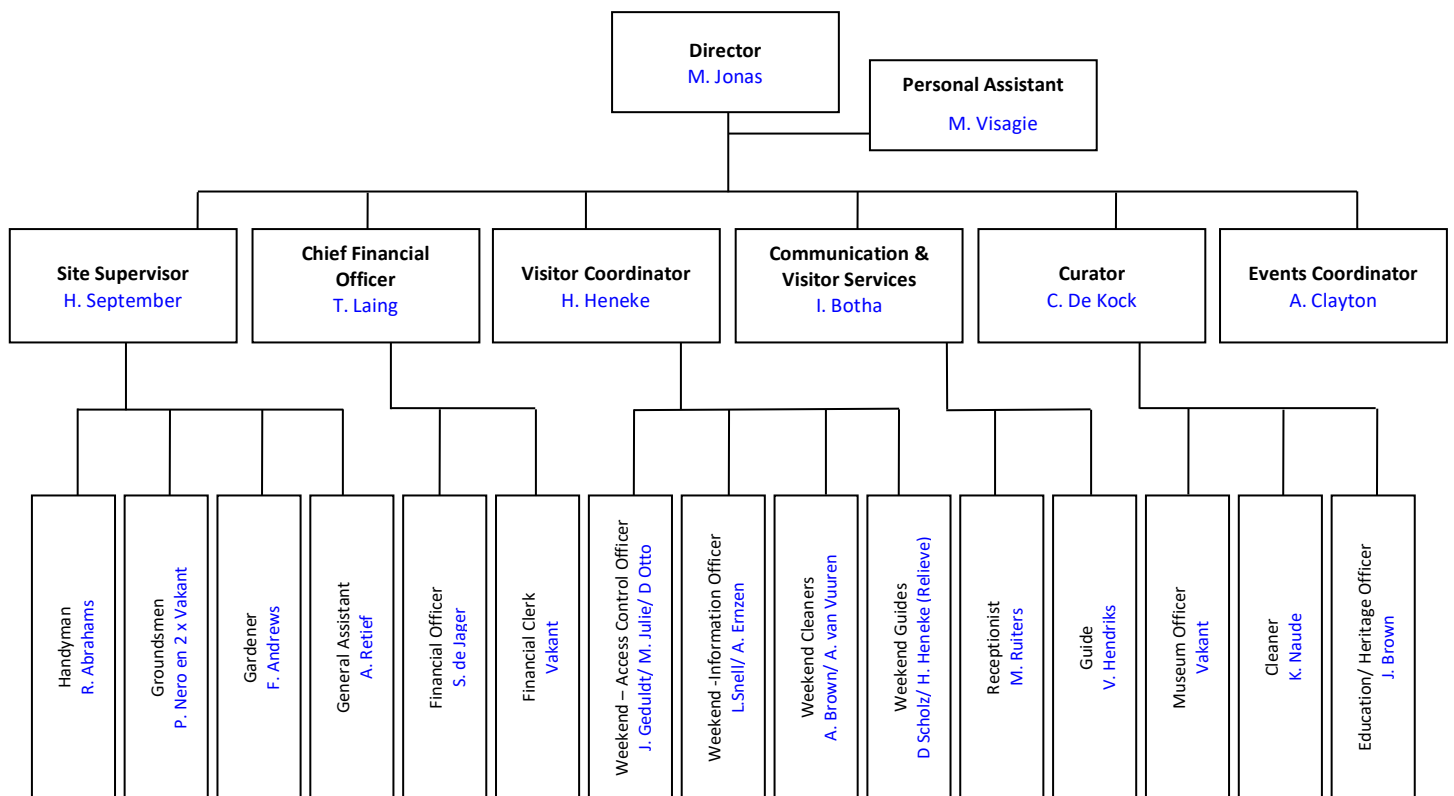 Director
M. Jonas
Personal Assistant
M. Visagie
Site Supervisor
H. September
Chief Financial
Officer
T. Laing
Visitor Coordinator
H. Heneke
Communication &
Visitor Services
I. Botha
Curator
C. De Kock
Events Coordinator
A. Clayton
Handyman
R. Abrahams
Groundsmen
P. Nero en 2 x Vakant
Gardener
F. Andrews
General Assistant
A. Retief
Financial Officer
S. de Jager
Financial Clerk
Vakant
Weekend – Access Control Officer
J. Geduldt/ M. Julie/ D Otto
Weekend -Information Officer
L.Snell/ A. Ernzen
Weekend Cleaners
A. Brown/ A. van Vuuren
Weekend Guides
D Scholz/ H. Heneke (Relieve)
Receptionist
M. Ruiters
Guide
V. Hendriks
Museum Officer
Vakant
Cleaner
K. Naude
Education/ Heritage Officer
J. Brown